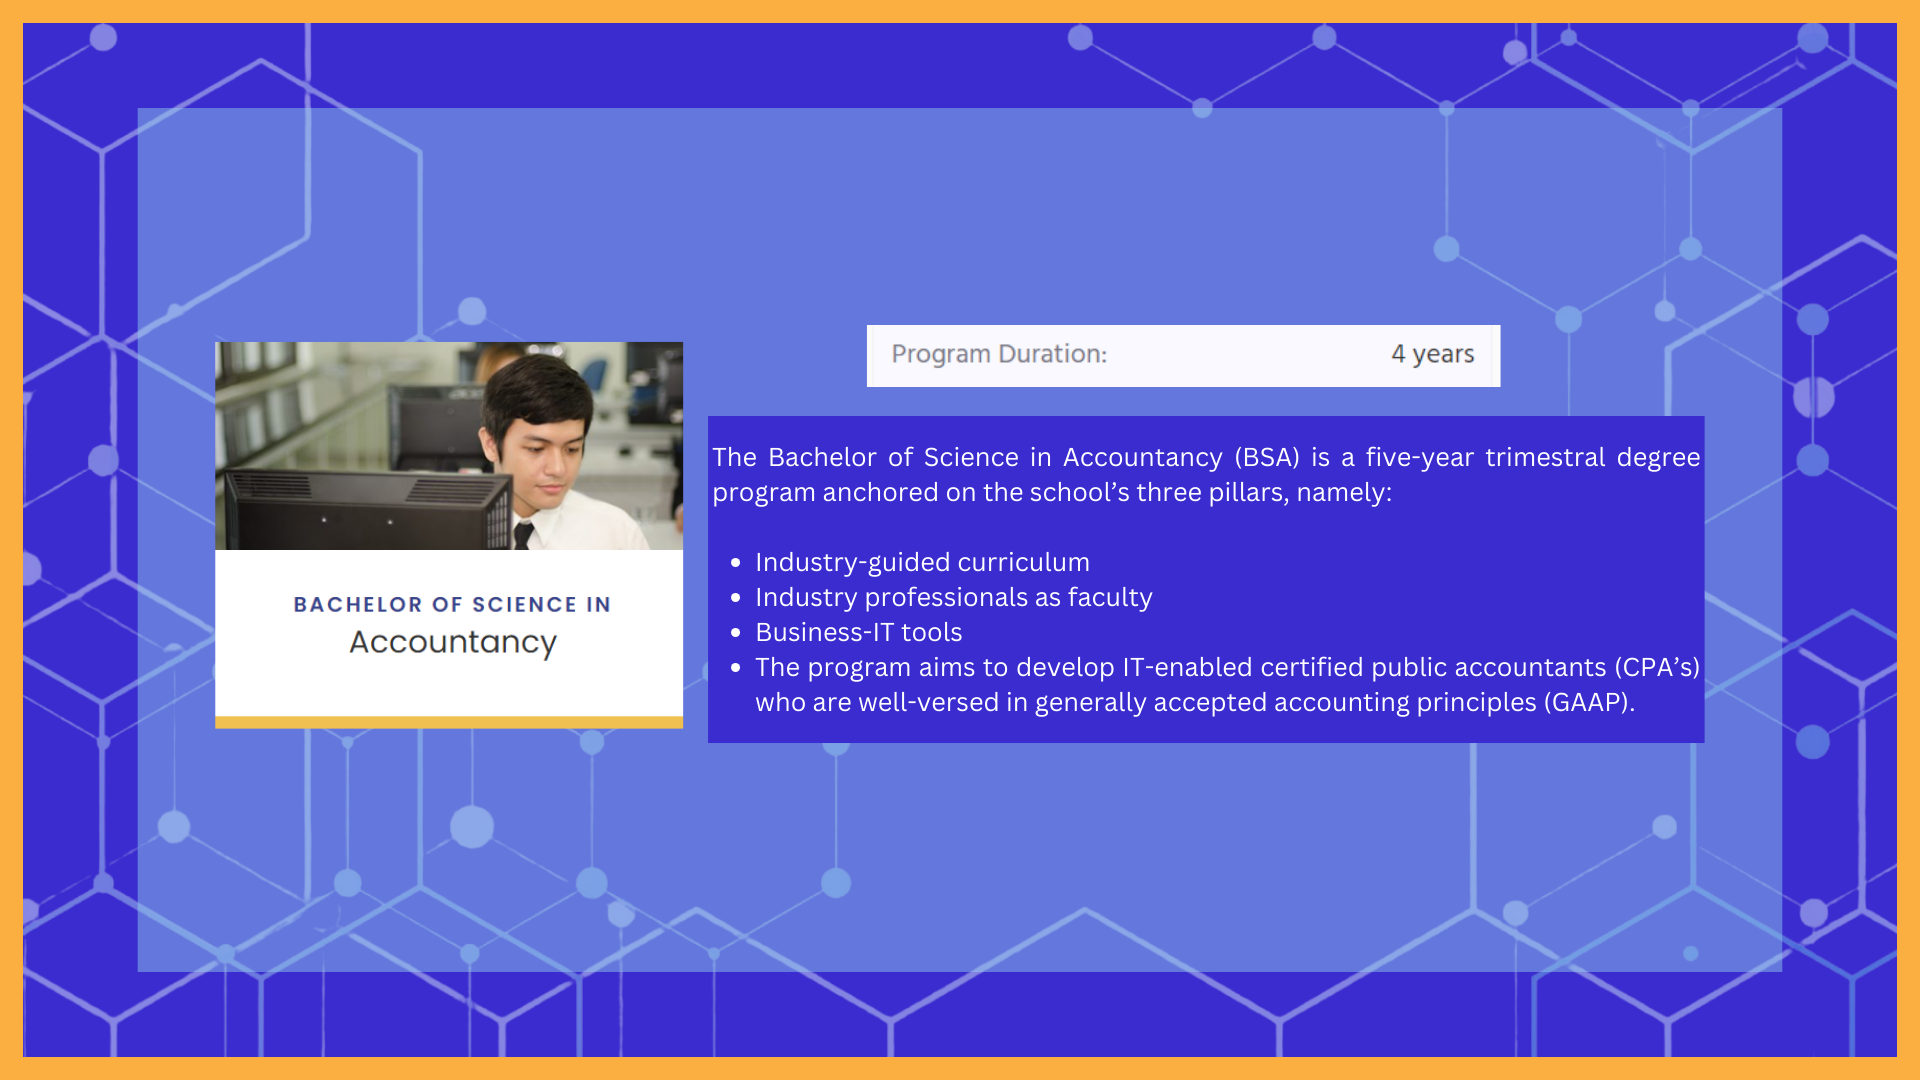 Program Duration: 4 years
The Bachelor of Science in Accountancy (BSA) is a five-year trimestral degree
program anchored on the school’s three pillars, namely:
• Industry-guided curriculum
• Industry professionals as faculty
• Business-IT tools
• The program aims to develop IT-enabled certified public accountants (CPA’s)
who are well-versed in generally accepted accounting principles (GAAP).
BACHELOR OF SCIENCE IN
Accountancy